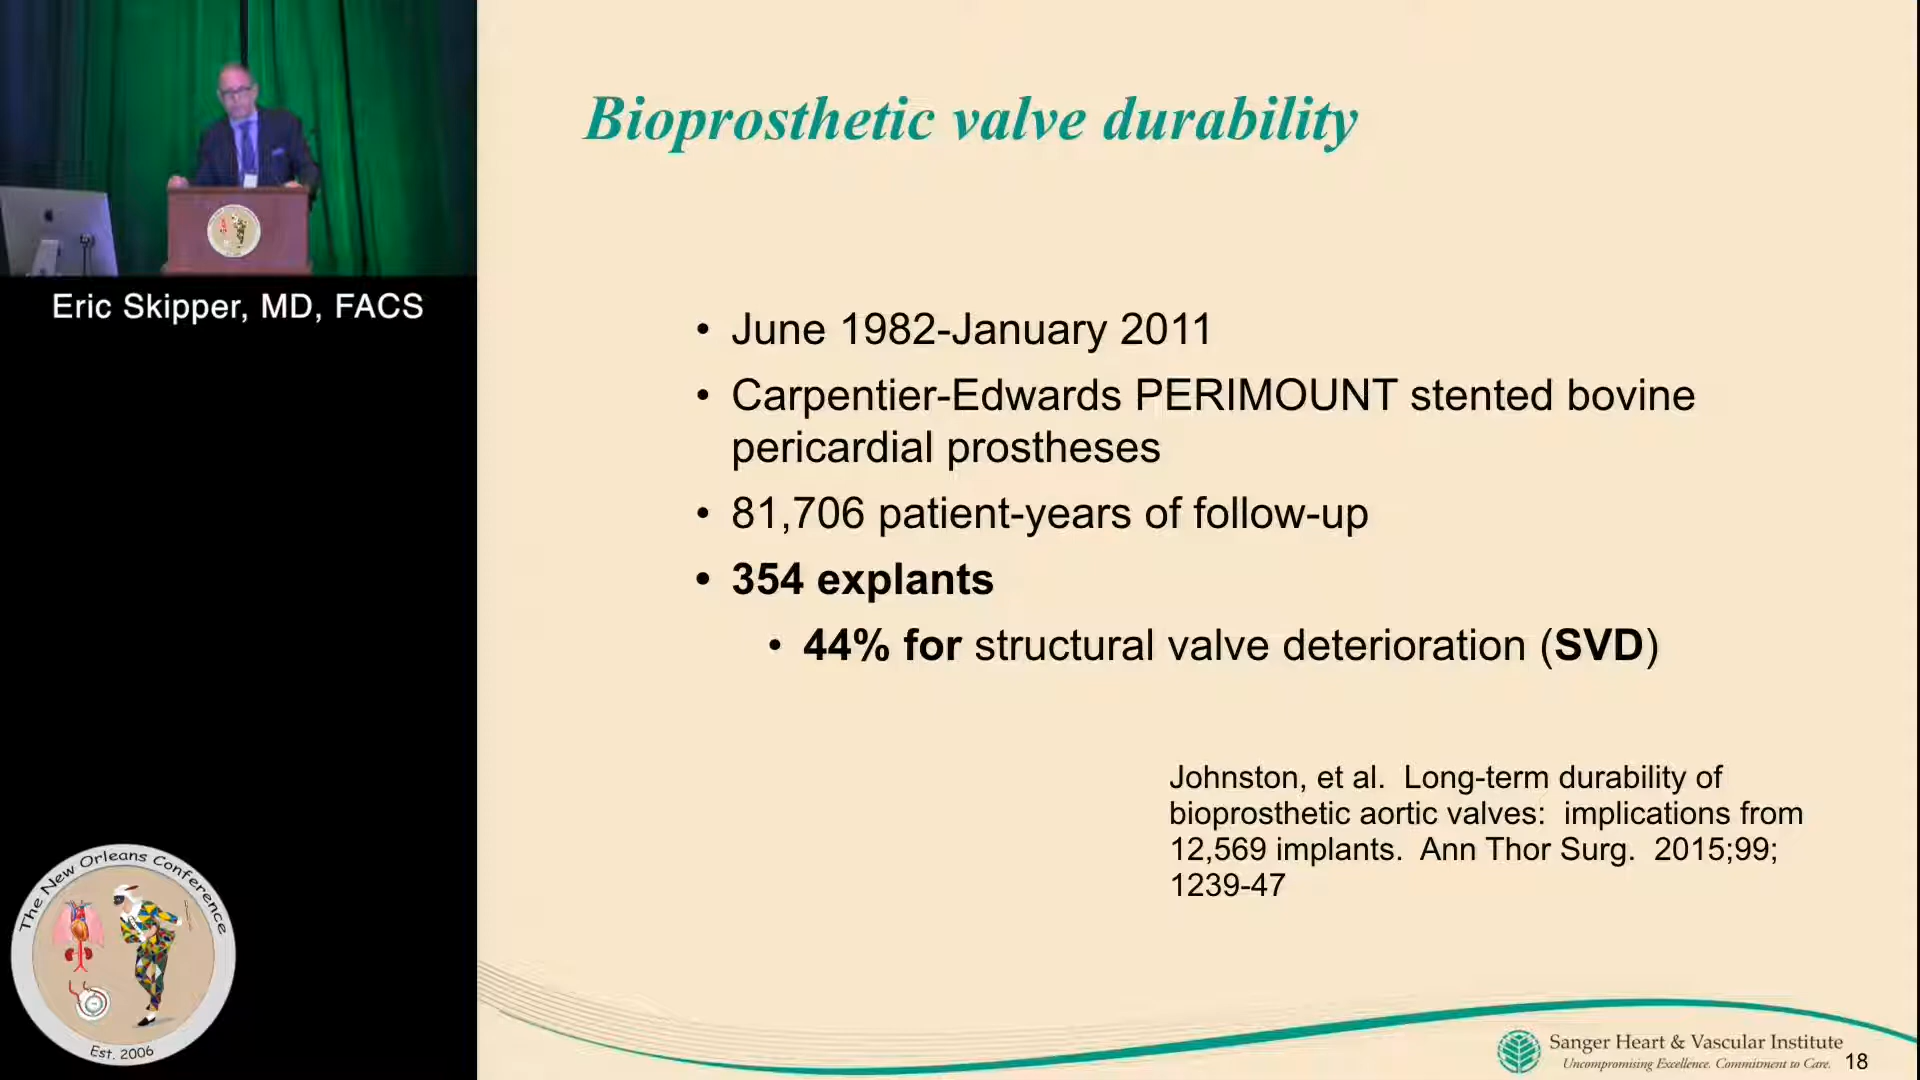 Bioprosthetic valve durability
Eric Skipper, MD, FACS
• June 1982-January 2011
• Carpentier-Edwards PERIMOUNT stented bovine
pericardial prostheses
• 81,706 patient-years of follow-up
• 354 explants
• 44% for structural valve deterioration (SVD)
Johnston, et al. Long-term durability of
bioprosthetic aortic valves: implications from
12,569 implants. Ann Thor Surg. 2015;99;
1239-47
The New Orleans Conference
Est. 2006
Sanger Heart & Vascular Institute
Uncompromising Excellence. Commitment to Care.
18